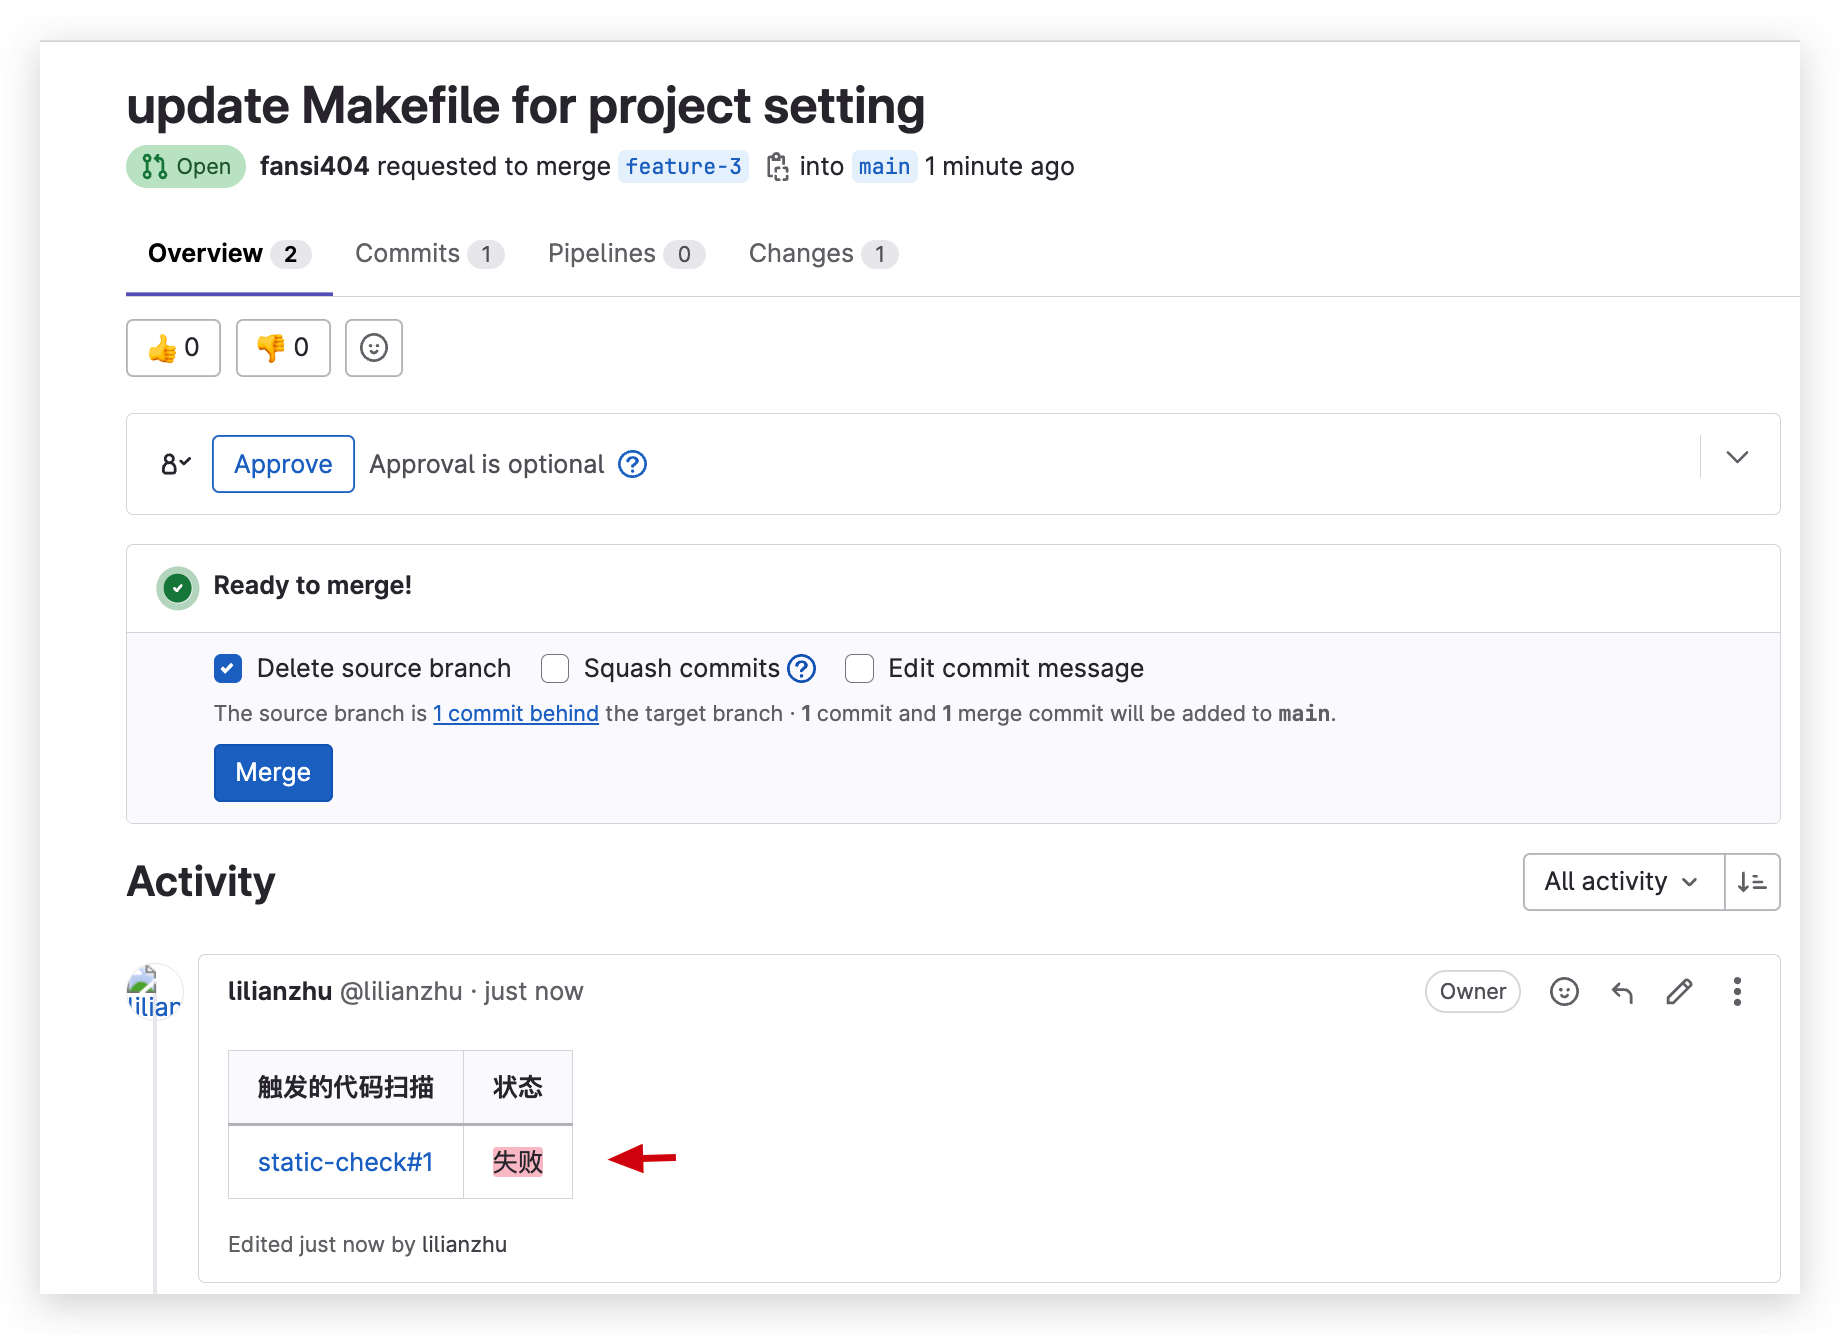 update Makefile for project setting
Open fansi404 requested to merge feature-3 into main 1 minute ago
Overview 2 Commits 1 Pipelines 0 Changes 1
👍 0 👎 0
Approve Approval is optional
Ready to merge!
Delete source branch Squash commits Edit commit message
The source branch is 1 commit behind the target branch · 1 commit and 1 merge commit will be added to main.
Merge
Activity
All activity
lilian
lilianzhu @lilianzhu · just now
Owner
触发的代码扫描 状态
static-check#1 失败
Edited just now by lilianzhu